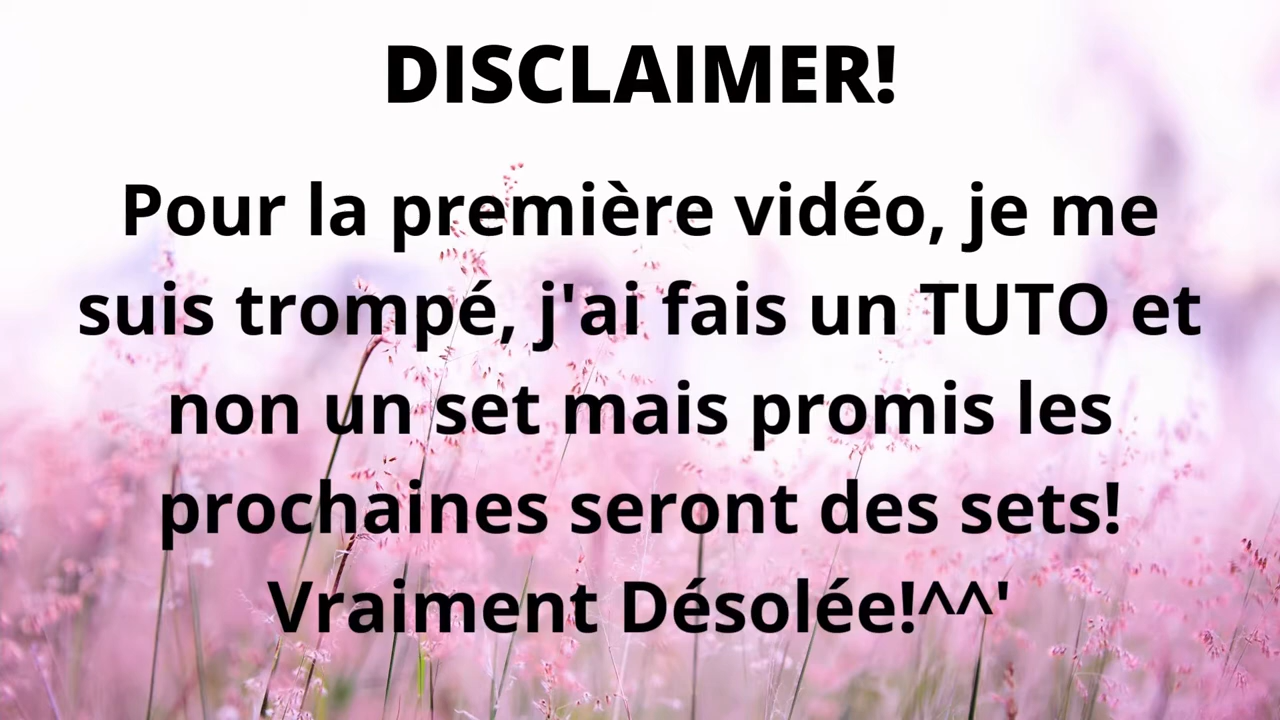 DISCLAIMER!
Pour la première vidéo, je me
suis trompé, j'ai fais un TUTO et
non un set mais promis les
prochaines seront des sets!
Vraiment Désolée!^^'